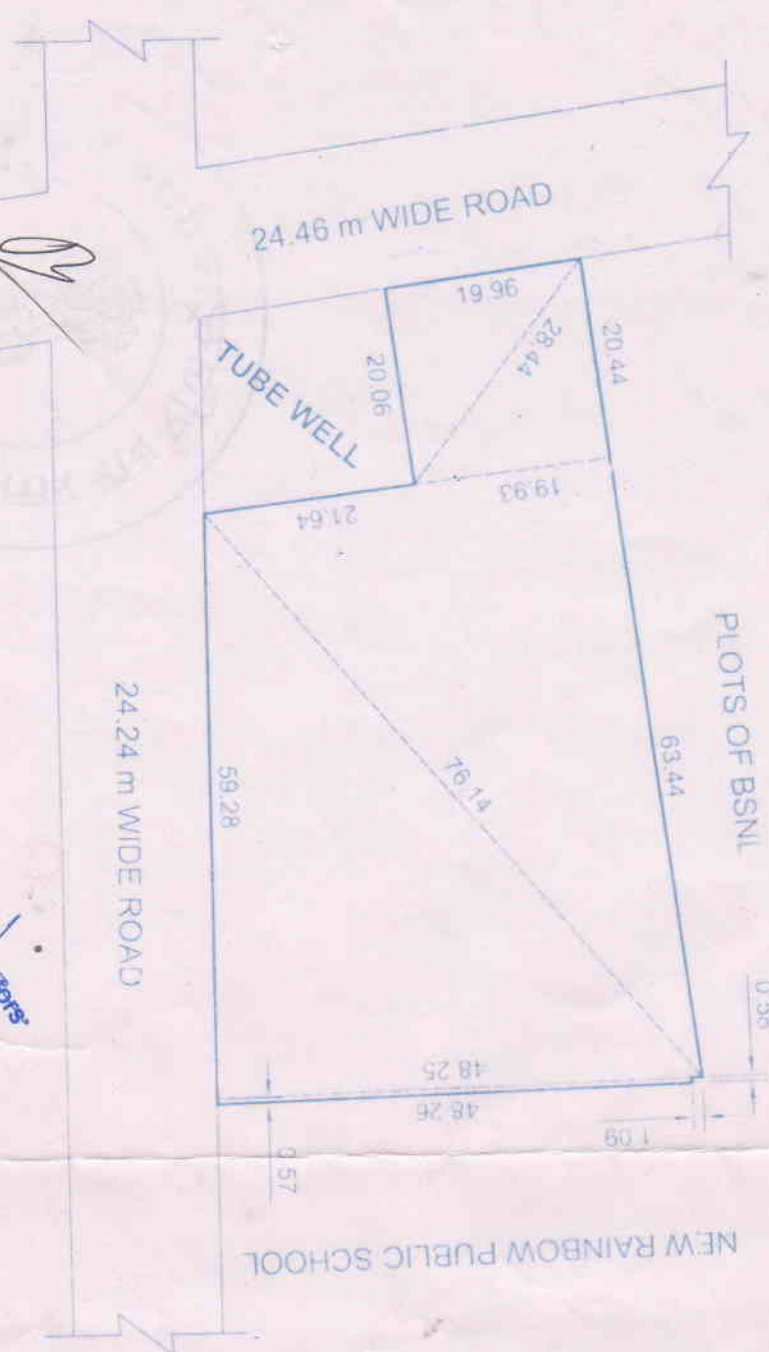 24.46 m WIDE ROAD
19.96
20.44
28.44
20.06
TUBE WELL
19.93
21.64
PLOTS OF BSNL
63.44
76.14
59.28
24.24 m WIDE ROAD
48.25
48.26
1.09
0.57
NEW RAINBOW PUBLIC SCHOOL